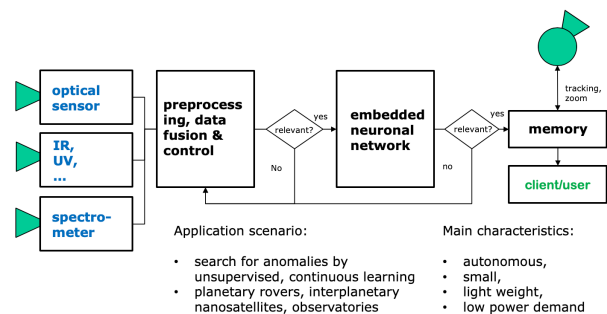 optical
sensor
IR,
UV,
...
spectro-
meter
preprocess
ing, data
fusion &
control
relevant?
yes
No
embedded
neuronal
network
relevant?
yes
no
tracking,
zoom
memory
client/user
Application scenario:
• search for anomalies by
unsupervised, continuous learning
• planetary rovers, interplanetary
nanosatellites, observatories
Main characteristics:
• autonomous,
• small,
• light weight,
• low power demand